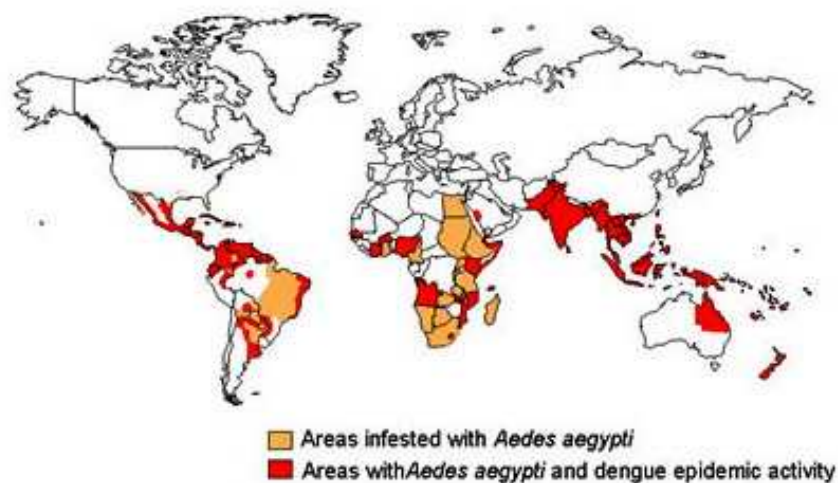 Areas infested with Aedes aegypti
Areas withAedes aegypti and dengue epidemic activity